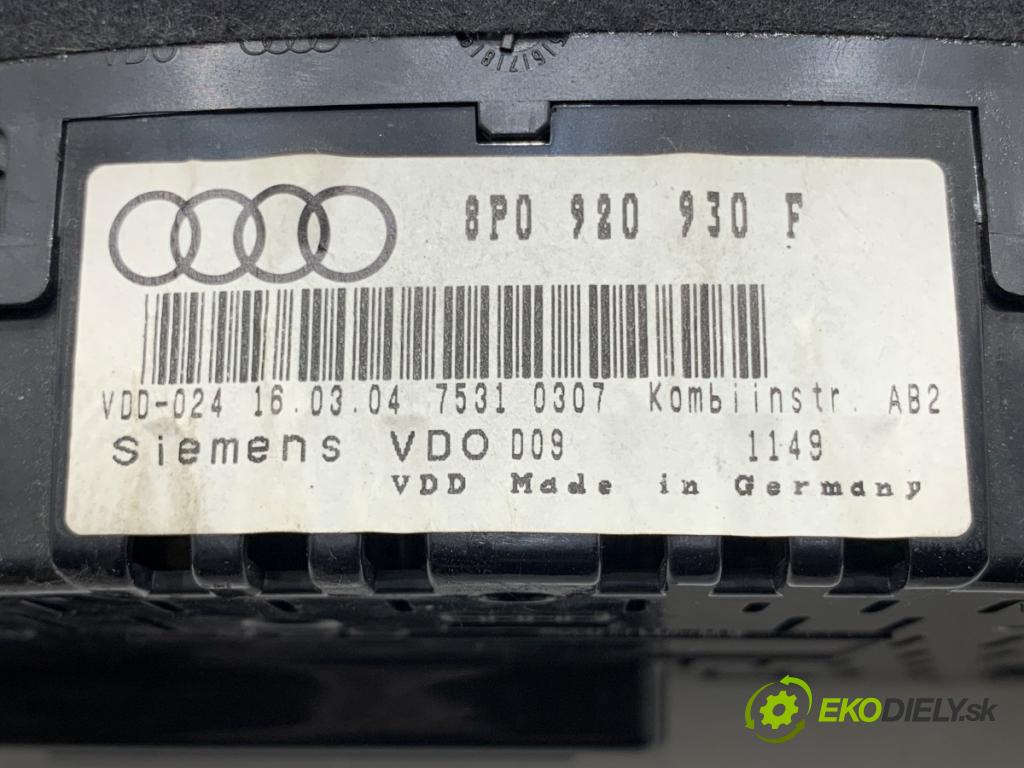 VDO
8P0 920 930 F
VDD-024 16.03.04 7531 0307 Kombiinstr. AB2
Siemens VDO D09 1149
VDD Made in Germany
EKODIELY.sk